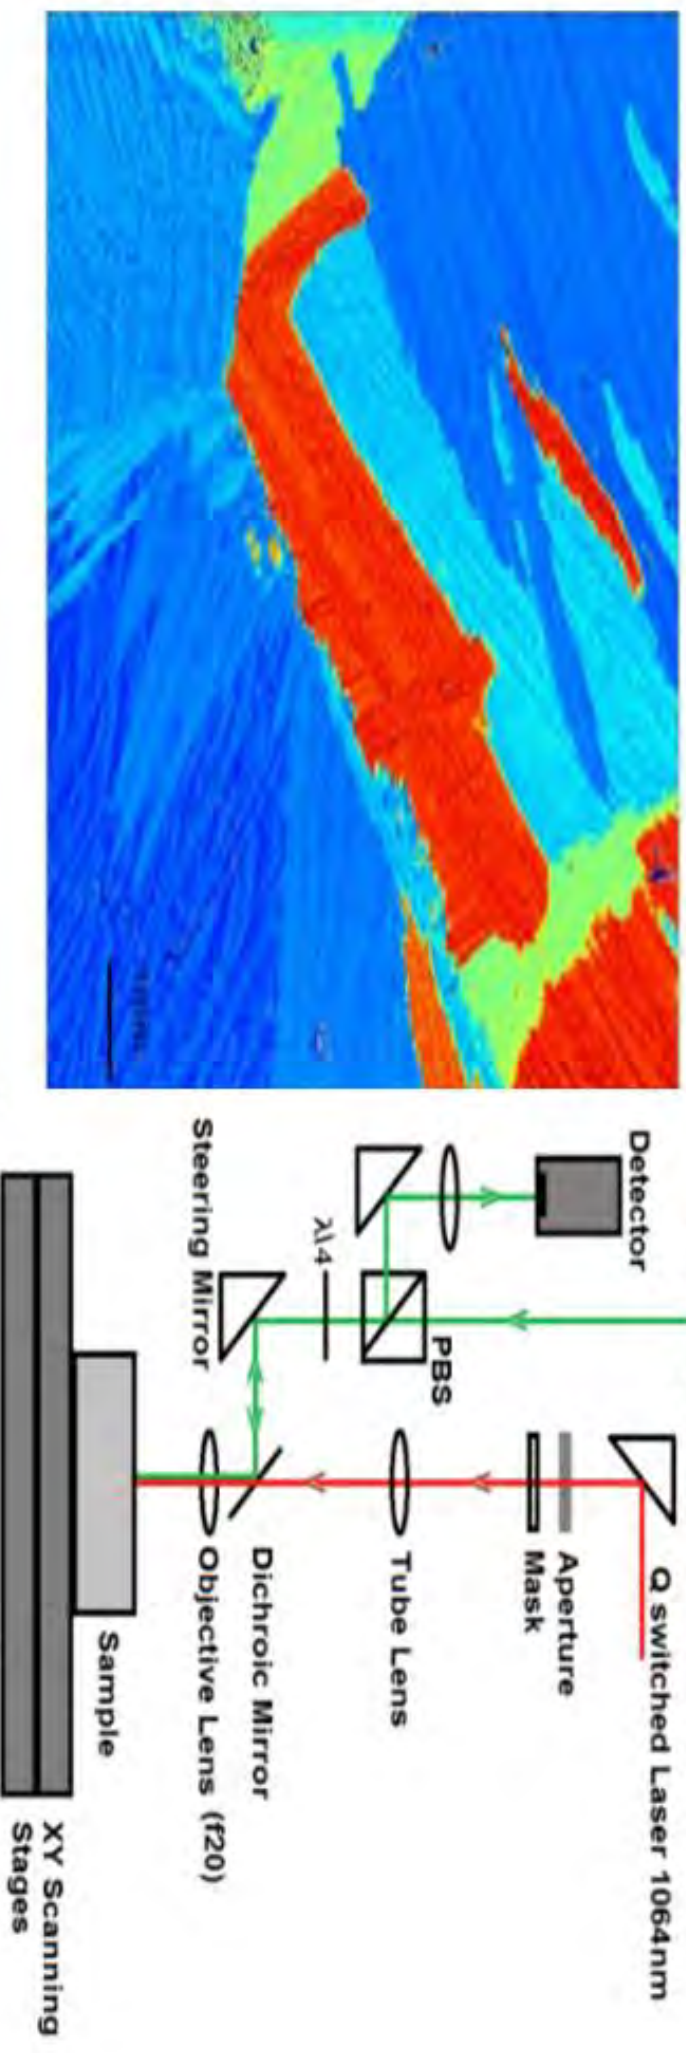 Q switched Laser 1064nm
Detector
Aperture
Mask
PBS
Tube Lens
λ\4
Steering Mirror
Dichroic Mirror
Objective Lens (f20)
Sample
XY Scanning
Stages